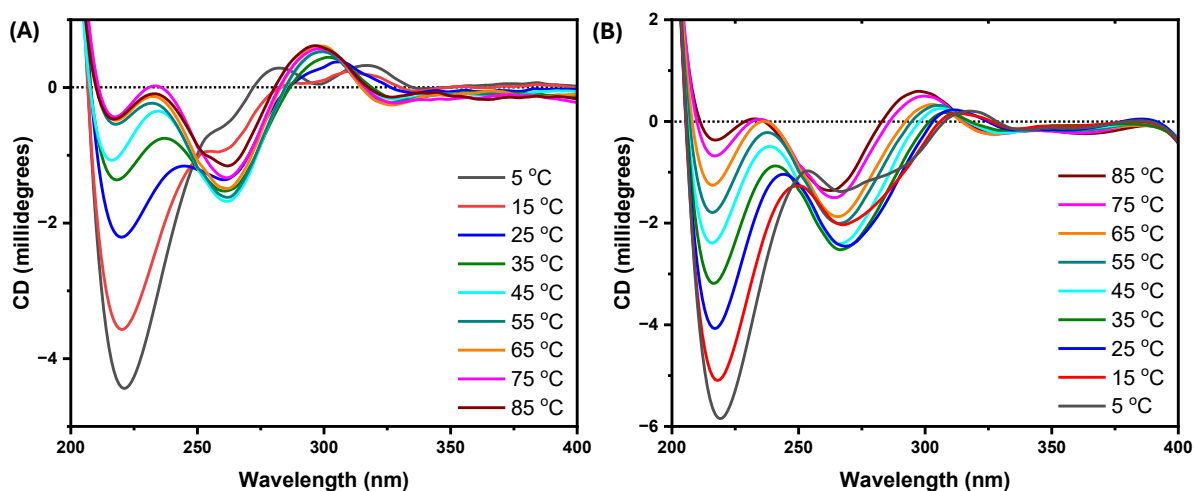 (A)
CD (millidegrees)
0
−2
−4
5 °C
15 °C
25 °C
35 °C
45 °C
55 °C
65 °C
75 °C
85 °C
200 250 300 350 400
Wavelength (nm)
(B)
CD (millidegrees)
2
0
−2
−4
−6
85 °C
75 °C
65 °C
55 °C
45 °C
35 °C
25 °C
15 °C
5 °C
200 250 300 350 400
Wavelength (nm)